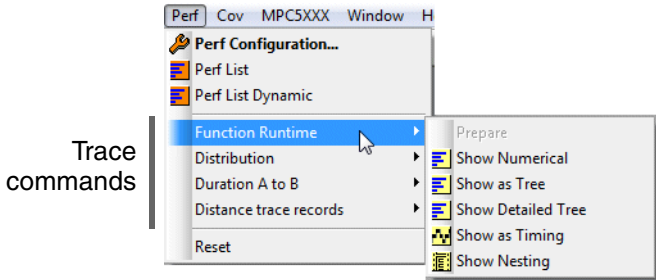 Perf Cov MPC5XXX Window H
Perf Configuration...
Perf List
Perf List Dynamic
Trace
commands
Function Runtime
Distribution
Duration A to B
Distance trace records
Reset
Prepare
Show Numerical
Show as Tree
Show Detailed Tree
Show as Timing
Show Nesting